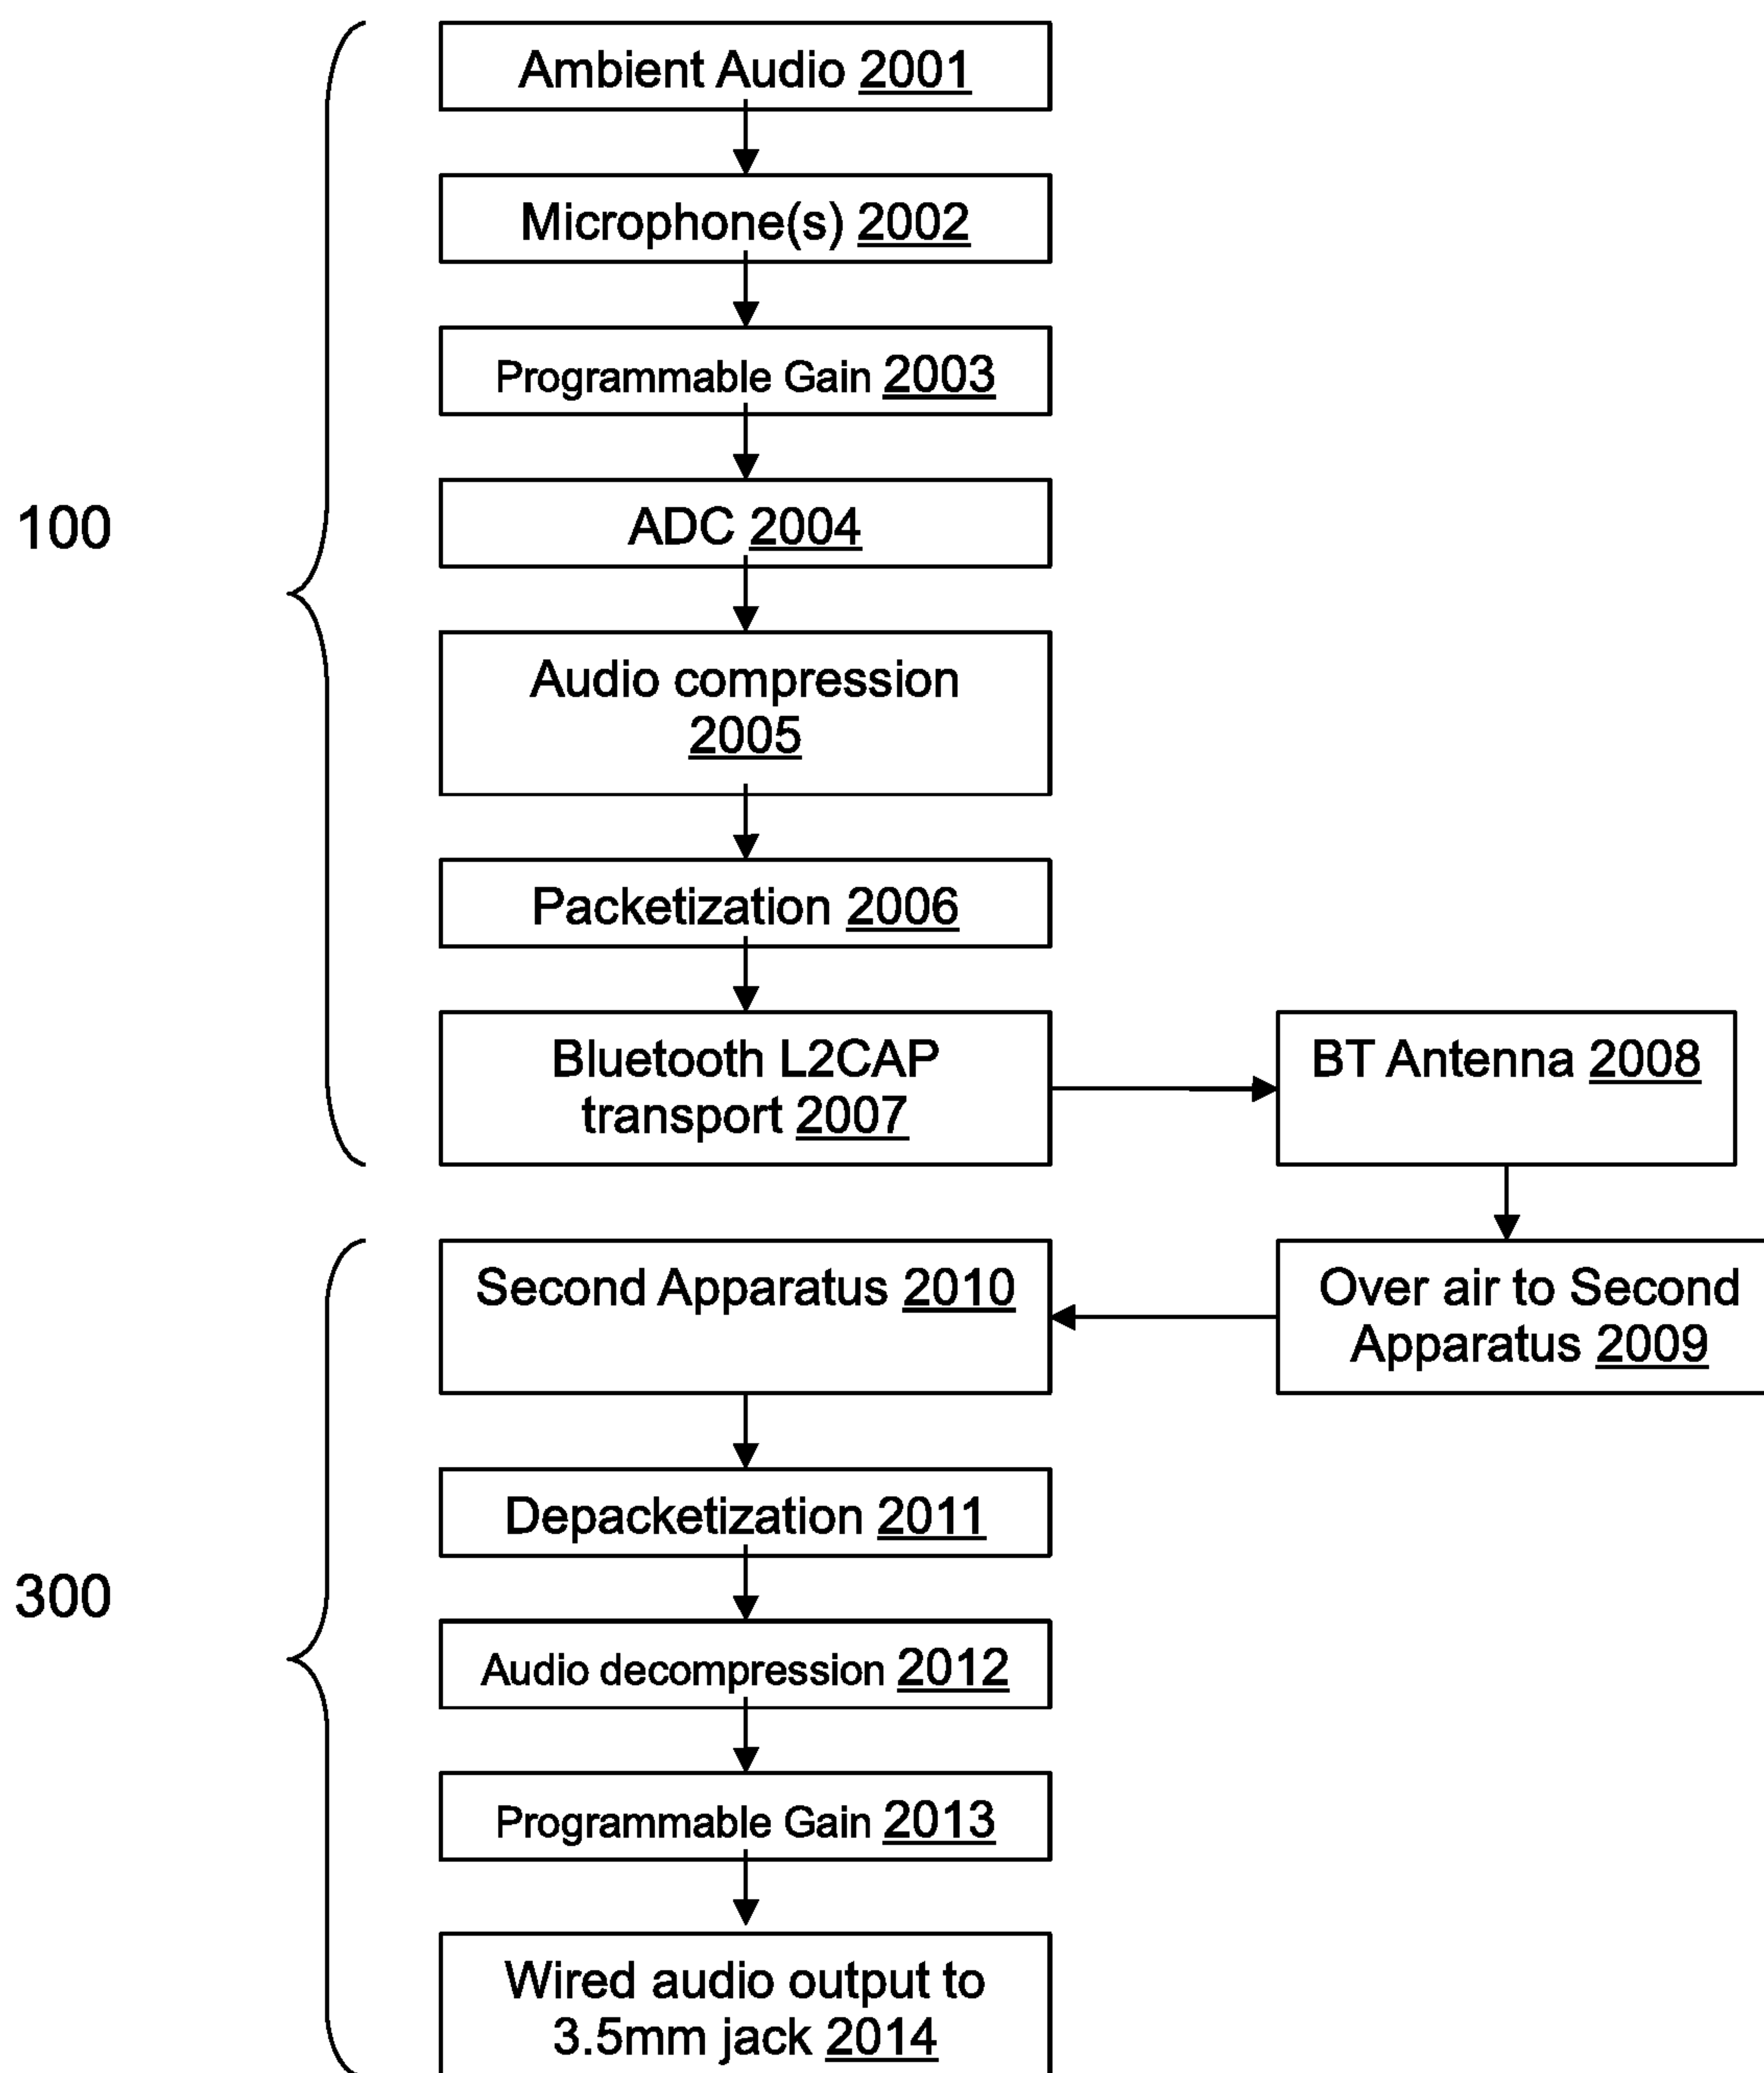 Ambient Audio 2001
Microphone(s) 2002
Programmable Gain 2003
100
ADC 2004
Audio compression
2005
Packetization 2006
Bluetooth L2CAP
transport 2007
BT Antenna 2008
Over air to Second
Apparatus 2009
Second Apparatus 2010
Depacketization 2011
300
Audio decompression 2012
Programmable Gain 2013
Wired audio output to
3.5mm jack 2014